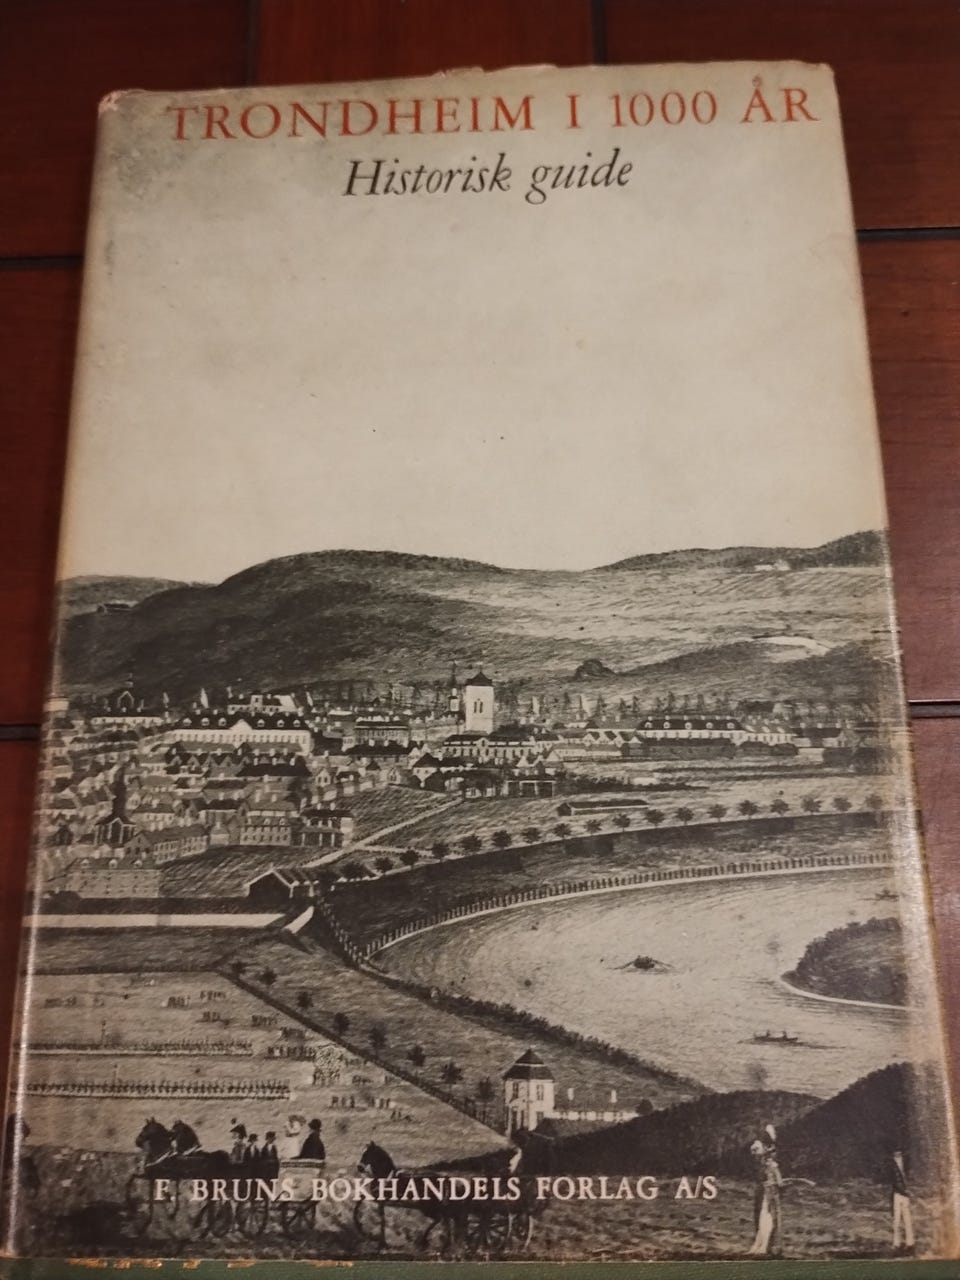 TRONDHEIM I 1000 ÅR
Historisk guide
F. BRUNS BOKHANDELS FORLAG A/S